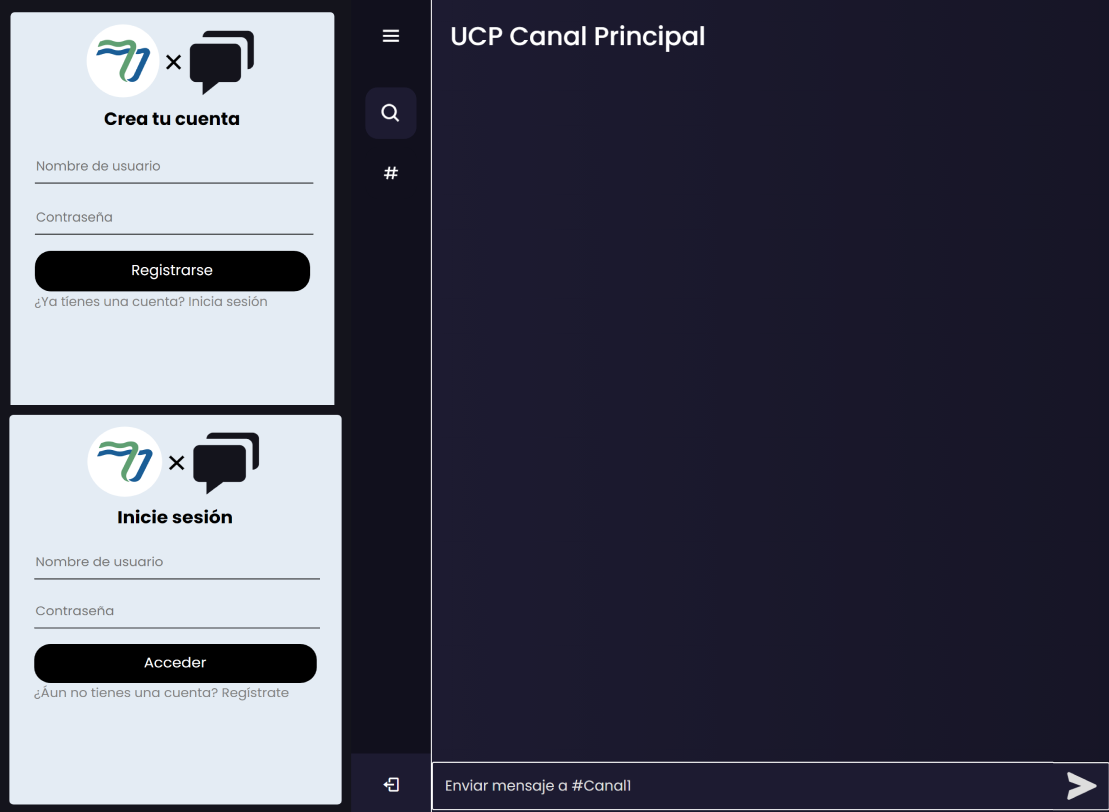 Crea tu cuenta
Nombre de usuario
Contraseña
Registrarse
¿Ya tienes una cuenta? Inicia sesión
Inicie sesión
Nombre de usuario
Contraseña
Acceder
¿Áun no tienes una cuenta? Regístrate
#
UCP Canal Principal
Enviar mensaje a #Canal1